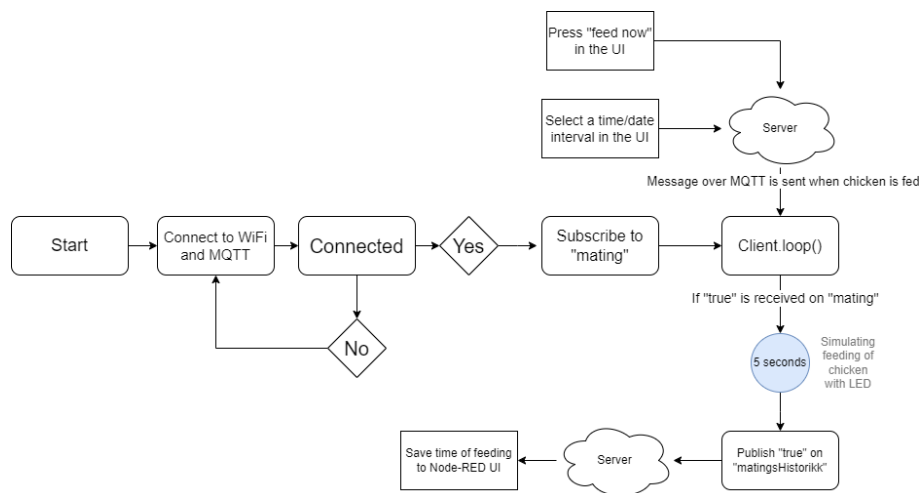 Press "feed now"
in the UI
Select a time/date
interval in the UI
Server
Message over MQTT is sent when chicken is fed
Start
Connect to WiFi
and MQTT
Connected
Yes
Subscribe to
"mating"
Client.loop()
No
If "true" is received on "mating"
5 seconds
Simulating
feeding of
chicken
with LED
Save time of feeding
to Node-RED UI
Server
Publish "true" on
"matingsHistorikk"